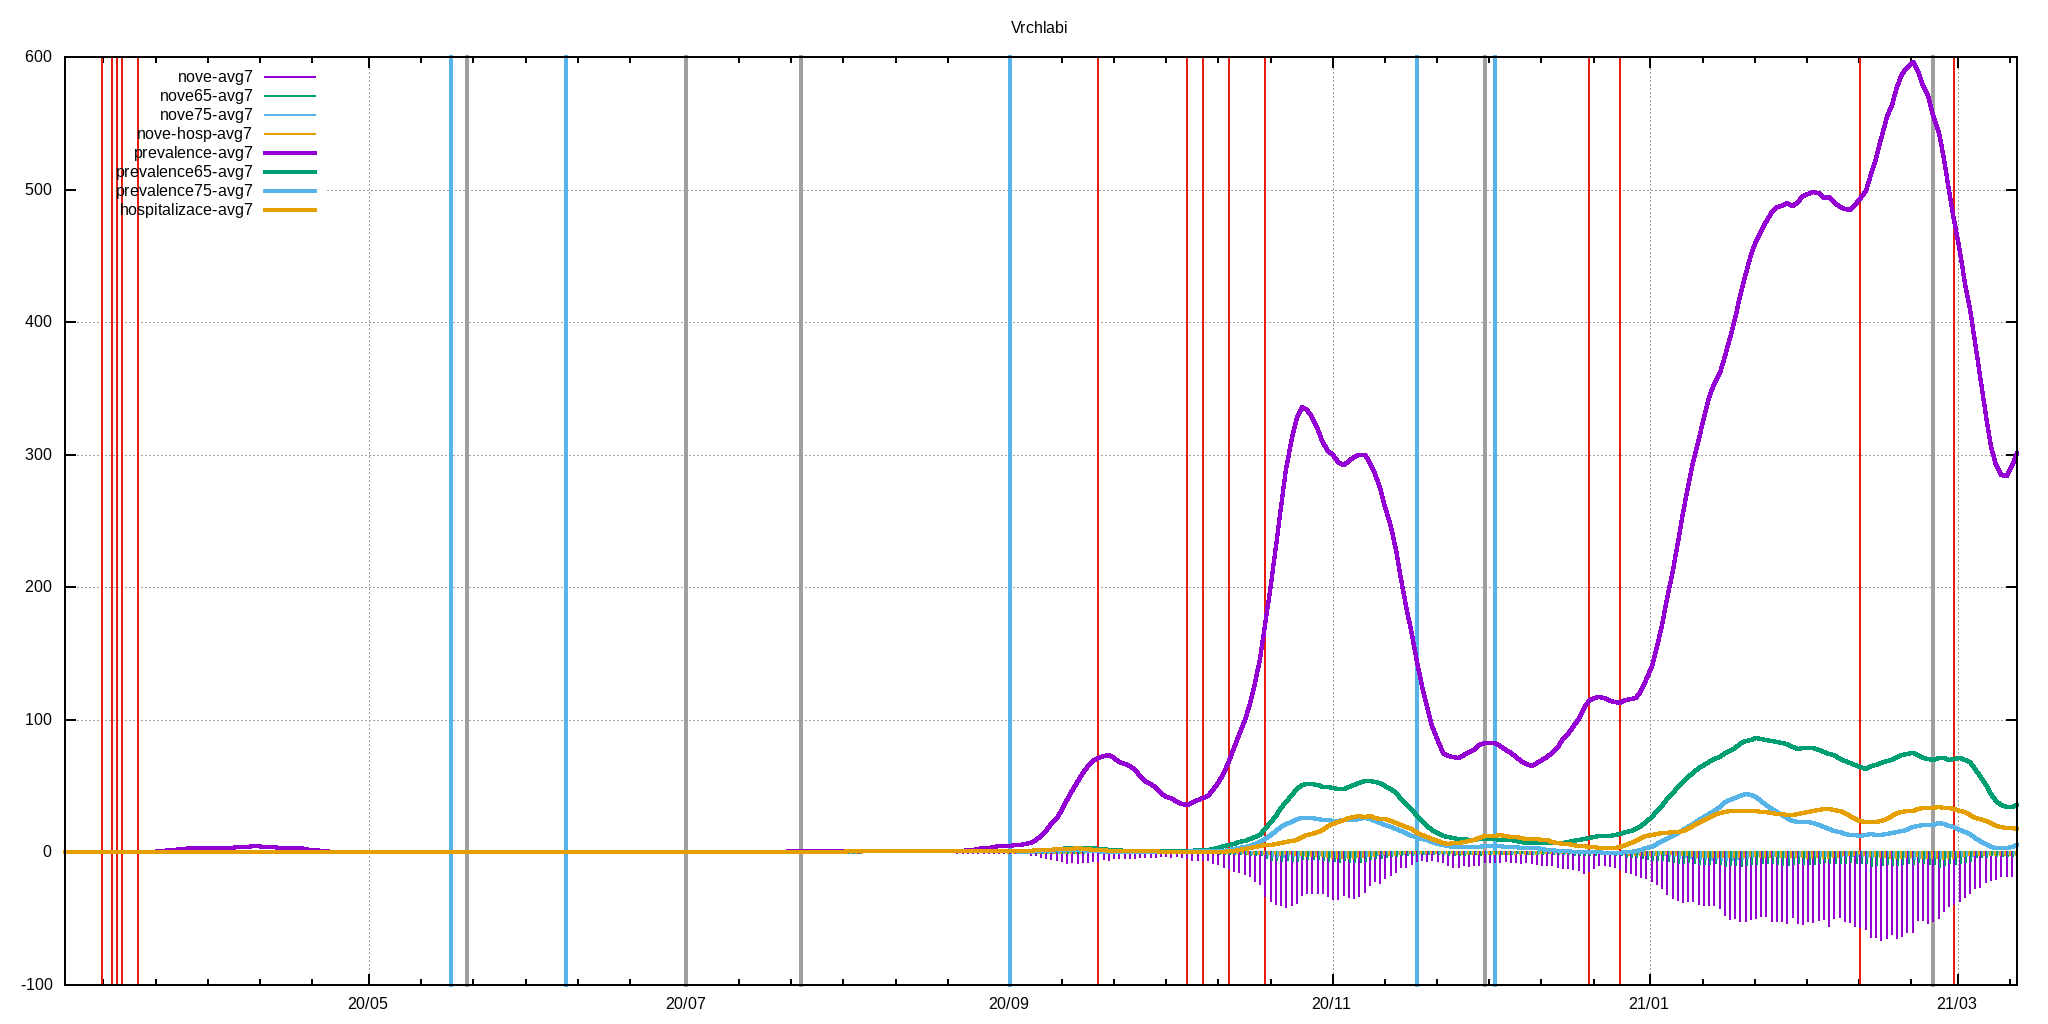 Vrchlabi
600
500
400
300
200
100
0
-100
nove-avg7
nove65-avg7
nove75-avg7
nove-hosp-avg7
prevalence-avg7
prevalence65-avg7
prevalence75-avg7
hospitalizace-avg7
20/05 20/07 20/09 20/11 21/01 21/03